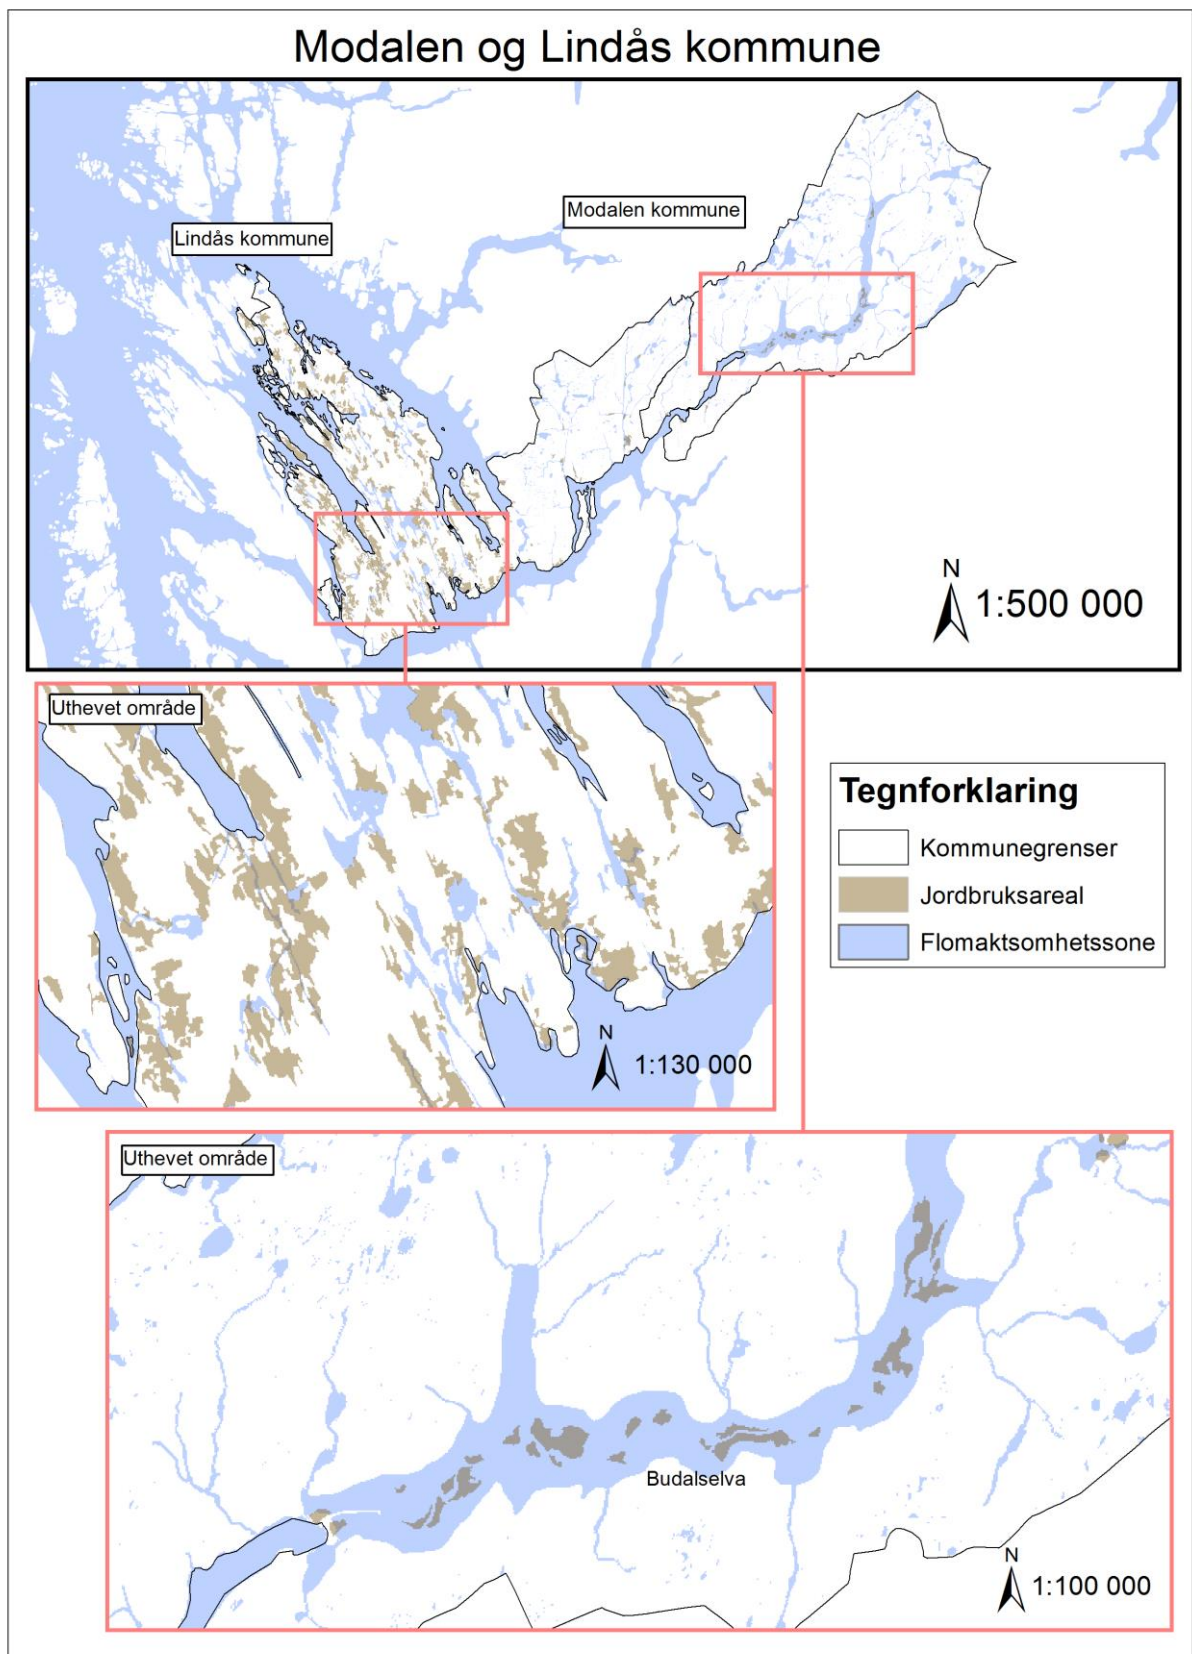 Modalen og Lindås kommune
Modalen kommune
Lindås kommune
N
1:500 000
Uthevet område
Tegnforklaring
Kommunegrenser
Jordbruksareal
Flomaktsomhetssone
N
1:130 000
Uthevet område
Budalselva
N
1:100 000